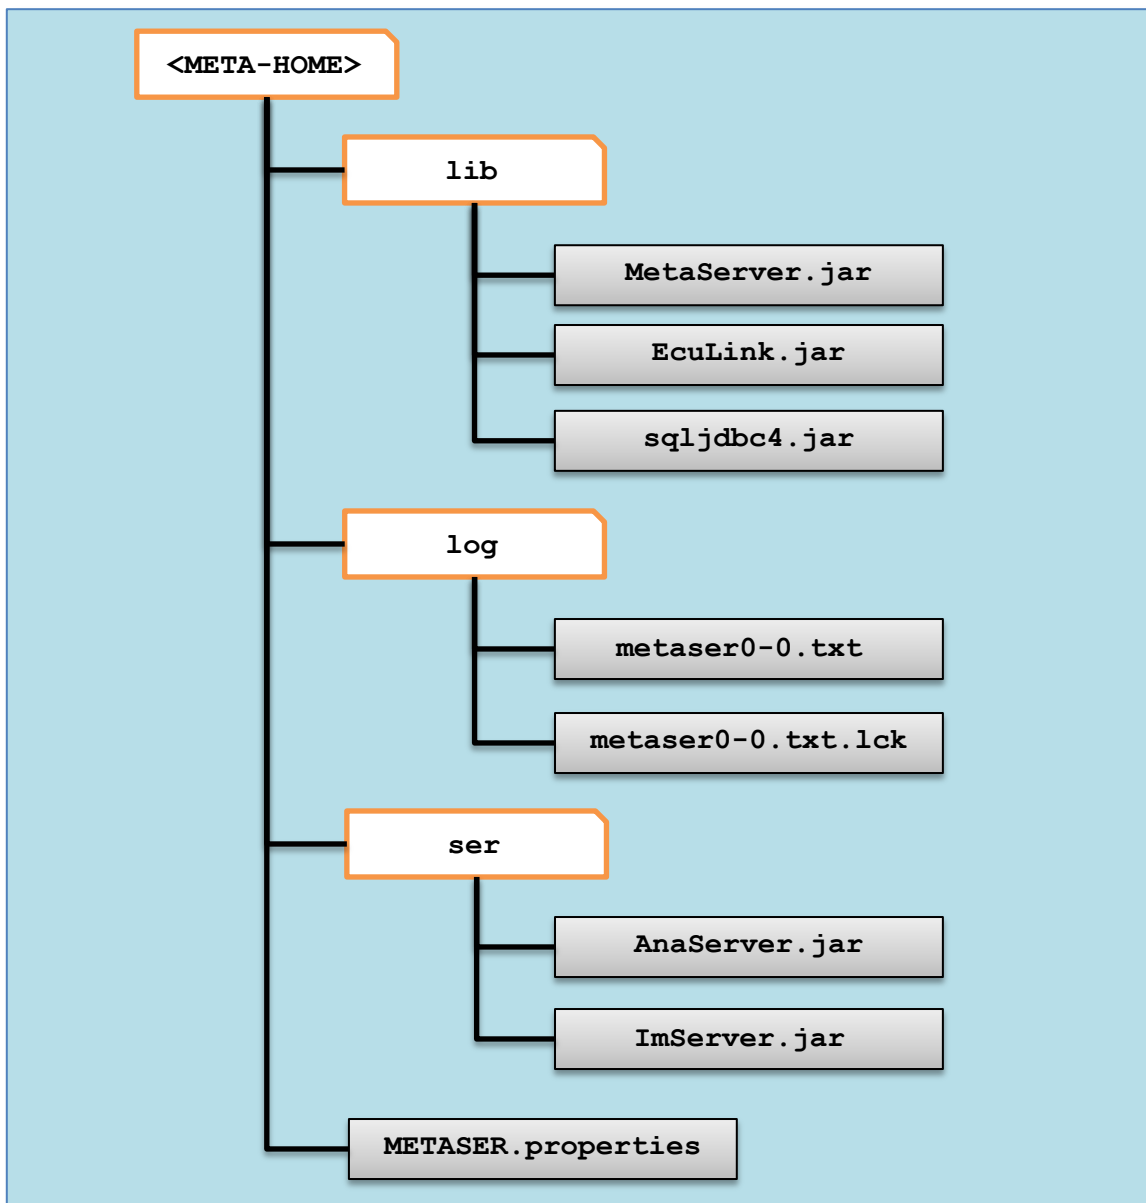 <META-HOME>
lib
MetaServer.jar
EcuLink.jar
sqljdbc4.jar
log
metaser0-0.txt
metaser0-0.txt.lck
ser
AnaServer.jar
ImServer.jar
METASER.properties